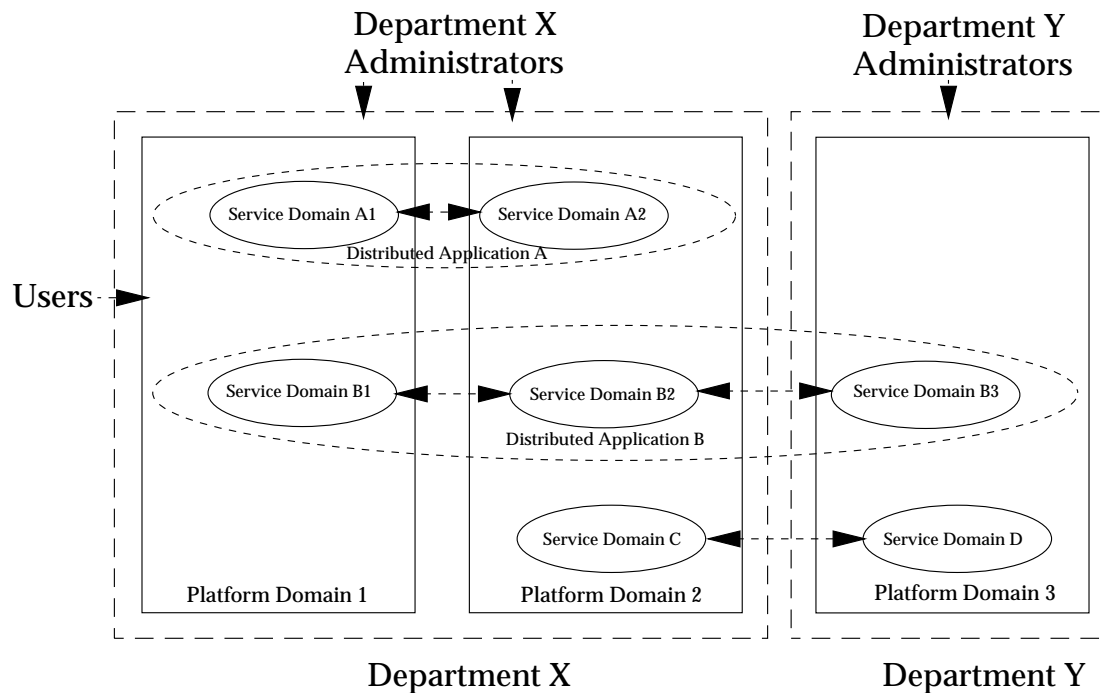 Department X
Administrators
Department Y
Administrators
Service Domain A1
Service Domain A2
Distributed Application A
Users
Service Domain B1
Service Domain B2
Service Domain B3
Distributed Application B
Service Domain C
Service Domain D
Platform Domain 1
Platform Domain 2
Platform Domain 3
Department X
Department Y